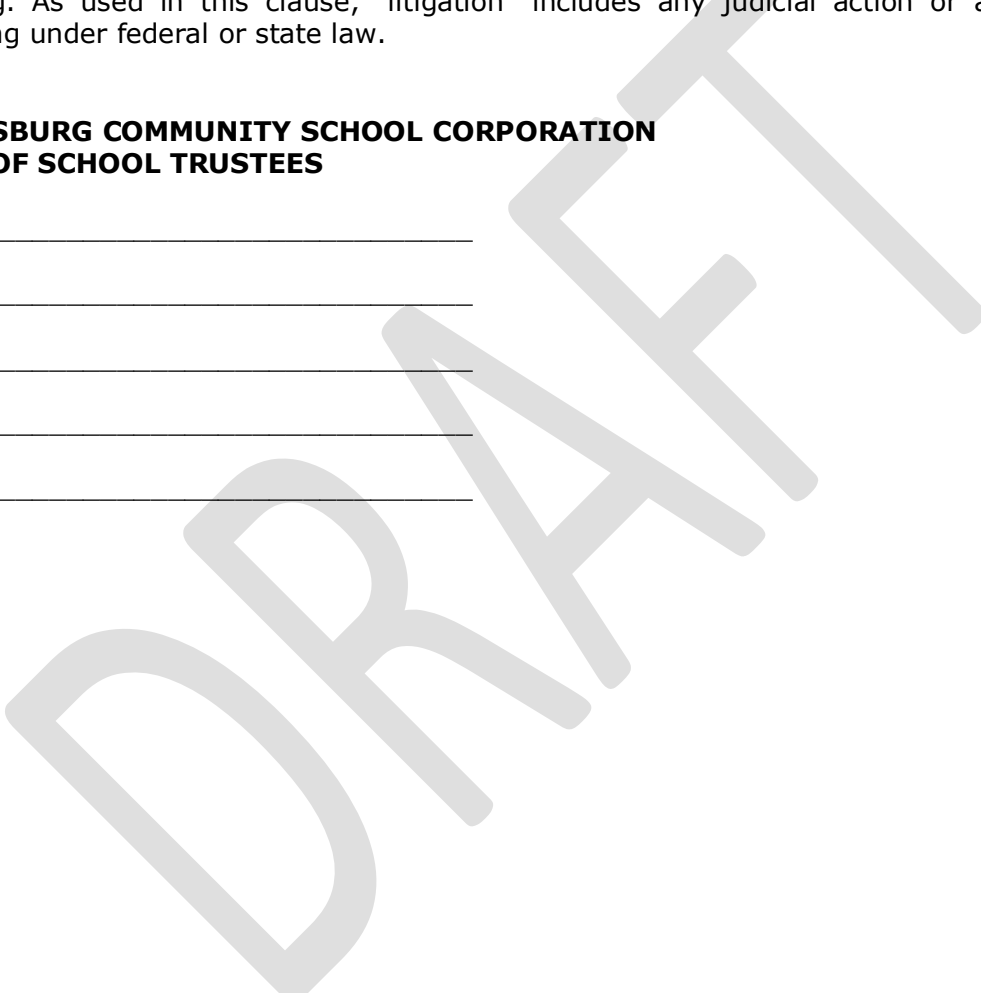 g. As used in this clause, "litigation" includes any judicial action or a
ng under federal or state law.
SBURG COMMUNITY SCHOOL CORPORATION
OF SCHOOL TRUSTEES
DRAFT